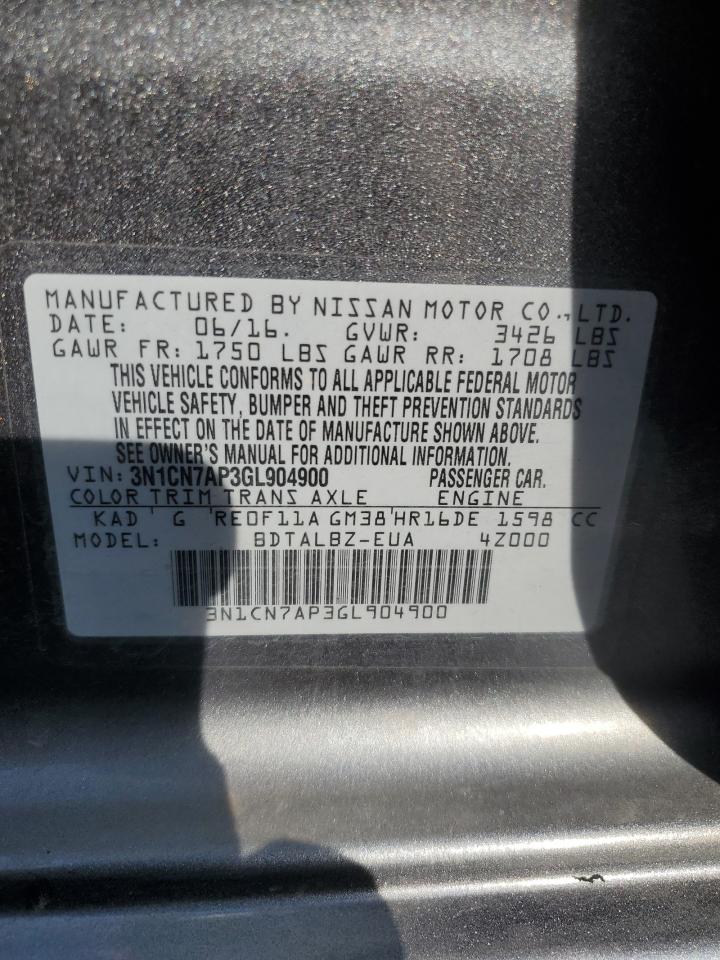 MANUFACTURED BY NISSAN MOTOR CO.,LTD.
DATE: 06/16. GVWR: 3426 LBS
GAWR FR: 1750 LBS GAWR RR: 1708 LBS
THIS VEHICLE CONFORMS TO ALL APPLICABLE FEDERAL MOTOR
VEHICLE SAFETY, BUMPER AND THEFT PREVENTION STANDARDS
IN EFFECT ON THE DATE OF MANUFACTURE SHOWN ABOVE.
SEE OWNER'S MANUAL FOR ADDITIONAL INFORMATION.
VIN: 3N1CN7AP3GL904900 PASSENGER CAR.
COLOR TRIM TRANS AXLE ENGINE
KAD G RE0F11A GM38 HR16DE 1598 CC
MODEL: BDTALBZ-EUA 4Z000
3N1CN7AP3GL904900